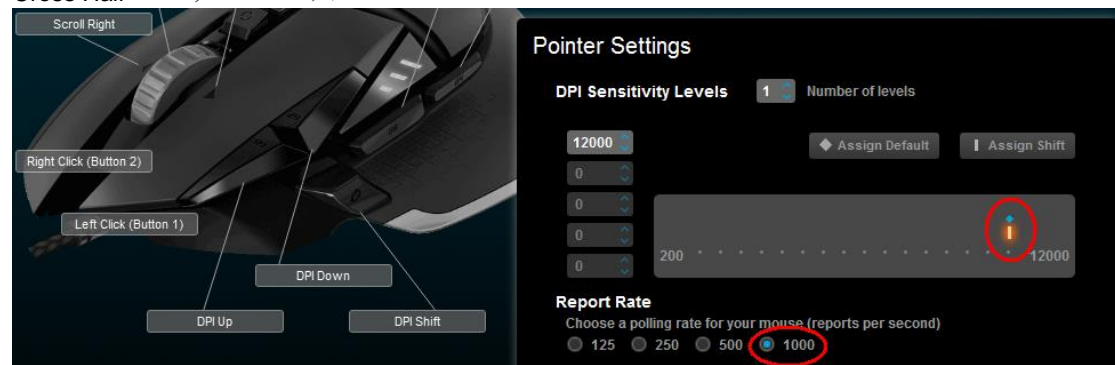 Scroll Right
Right Click (Button 2)
Left Click (Button 1)
DPI Down
DPI Up
DPI Shift
Pointer Settings
DPI Sensitivity Levels 1 Number of levels
12000
Assign Default
Assign Shift
0
0
0
0
200
12000
Report Rate
Choose a polling rate for your mouse (reports per second)
125 250 500 1000